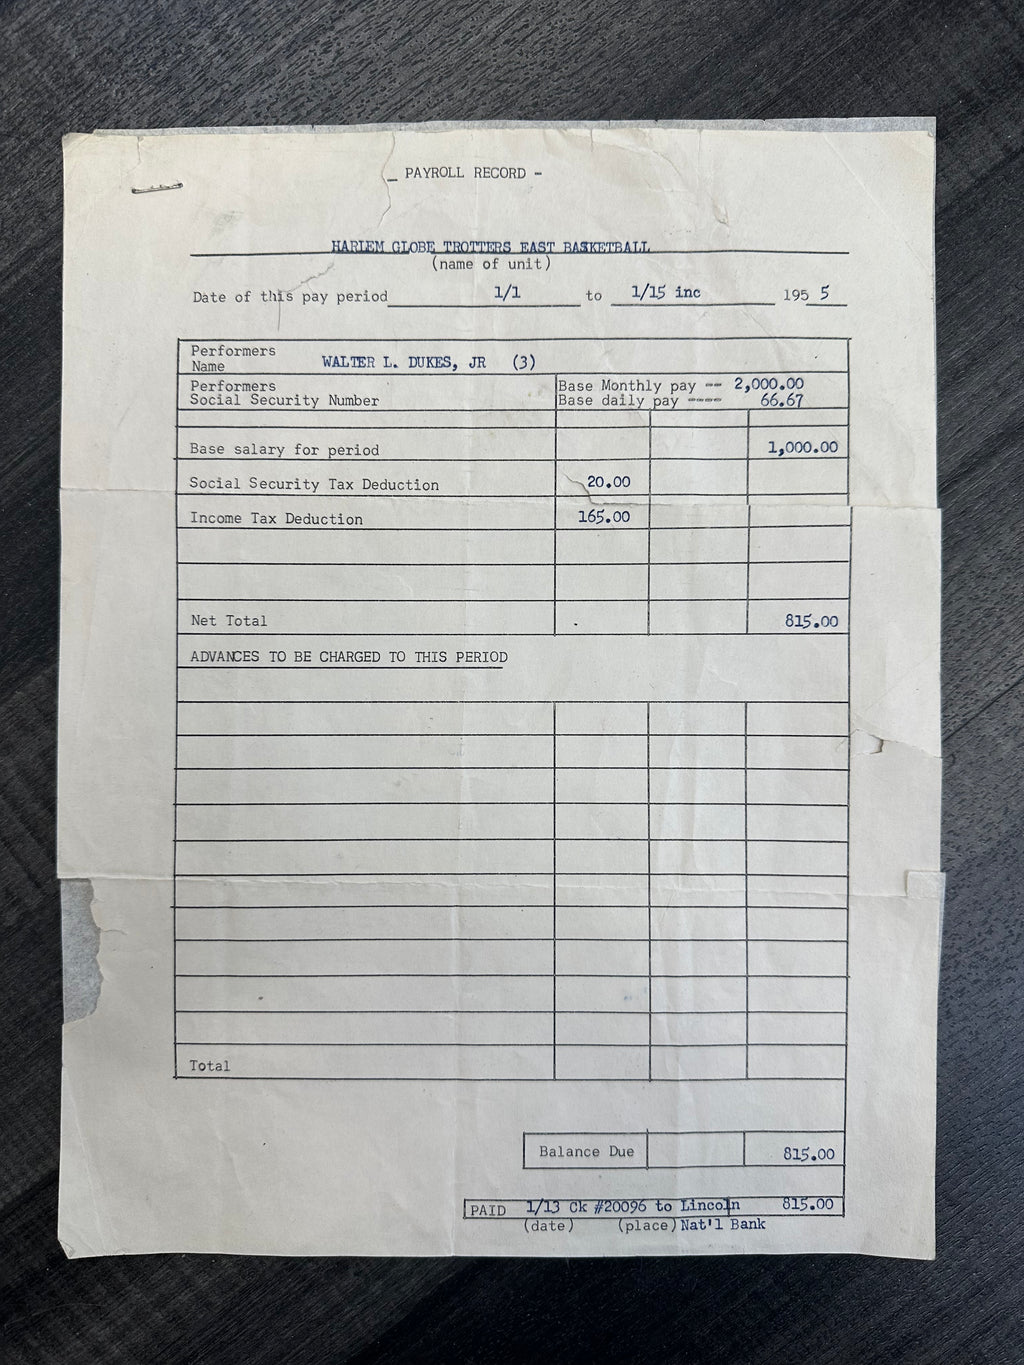 _ PAYROLL RECORD -
HARLEM GLOBE TROTTERS EAST BASKETBALL
(name of unit)
Date of this pay period 1/1 to 1/15 inc 195 5
Performers
Name WALTER L. DUKES, JR (3)
Performers
Social Security Number
Base Monthly pay -- 2,000.00
Base daily pay ---- 66.67
Base salary for period 1,000.00
Social Security Tax Deduction 20.00
Income Tax Deduction 165.00
Net Total 815.00
ADVANCES TO BE CHARGED TO THIS PERIOD
Total
Balance Due 815.00
PAID 1/13 Ck #20096 to Lincoln 815.00
(date) (place) Nat'l Bank